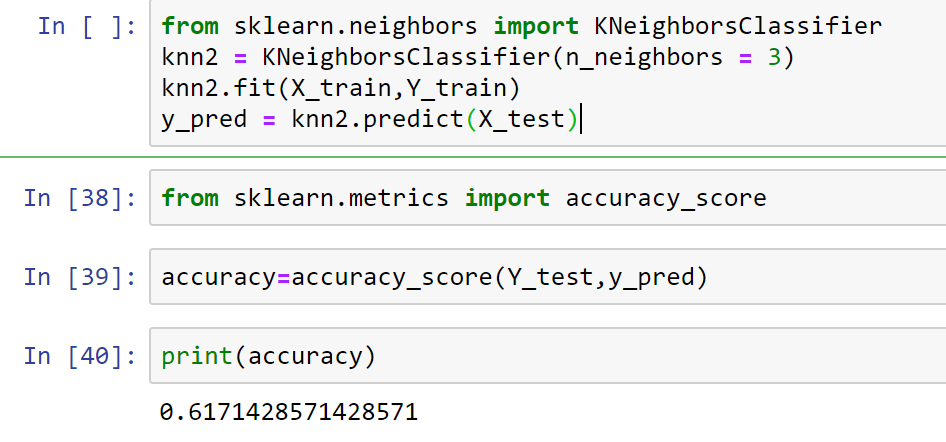 In [ ]: from sklearn.neighbors import KNeighborsClassifier
knn2 = KNeighborsClassifier(n_neighbors = 3)
knn2.fit(X_train,Y_train)
y_pred = knn2.predict(X_test)
In [38]: from sklearn.metrics import accuracy_score
In [39]: accuracy=accuracy_score(Y_test,y_pred)
In [40]: print(accuracy)
0.6171428571428571